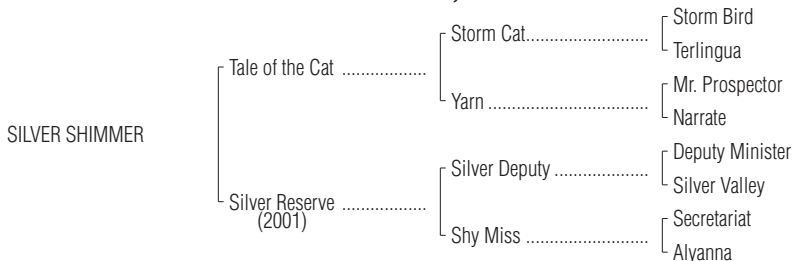 Storm Bird
Storm Cat..............................
Terlingua
Tale of the Cat ...................
Mr. Prospector
Yarn ........................................
Narrate
SILVER SHIMMER
Deputy Minister
Silver Deputy .......................
Silver Valley
Silver Reserve ...................
(2001)
Secretariat
Shy Miss ..............................
Alyanna